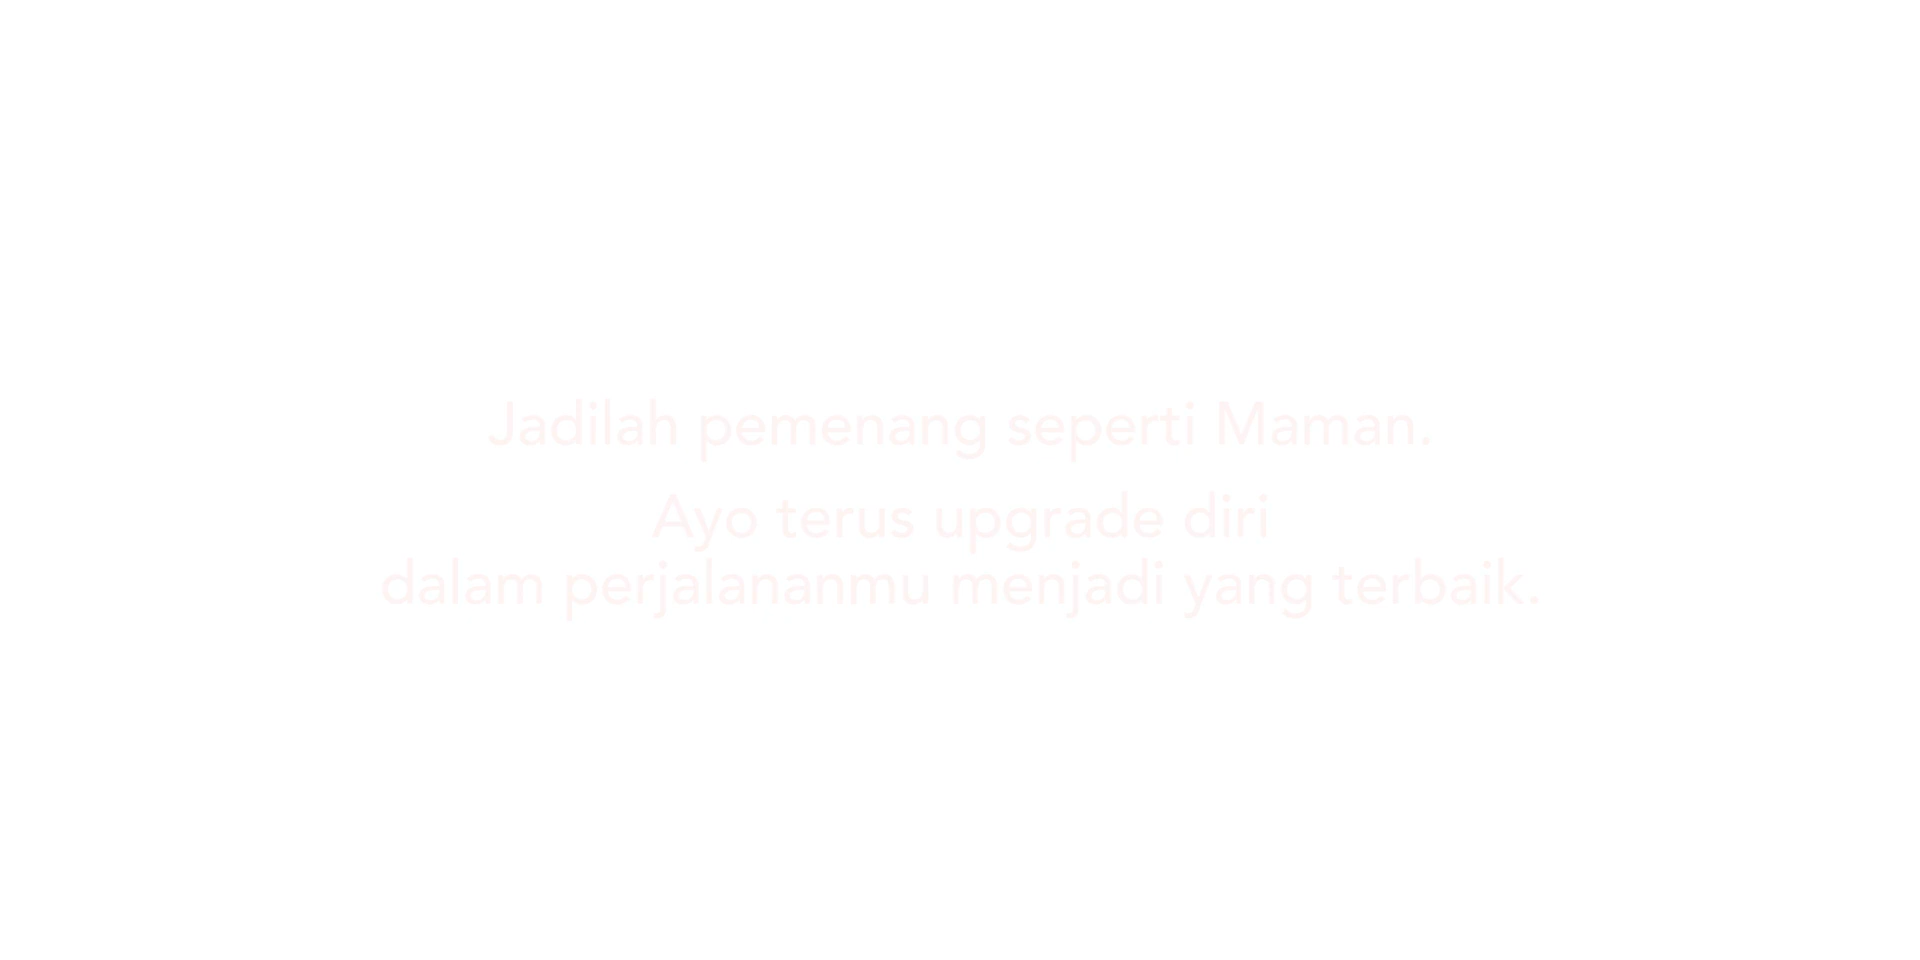 Jadilah pemenang seperti Maman.
Ayo terus upgrade diri
dalam perjalananmu menjadi yang terbaik.